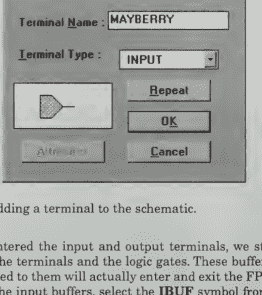 Terminal Name : MAYBERRY
Terminal Type : INPUT
Repeat
OK
Attributes Cancel
dding a terminal to the schematic.
ntered the input and output terminals, we st
he terminals and the logic gates. These buffe
ed to them will actually enter and exit the FP
he input buffers, select the IBUF symbol from